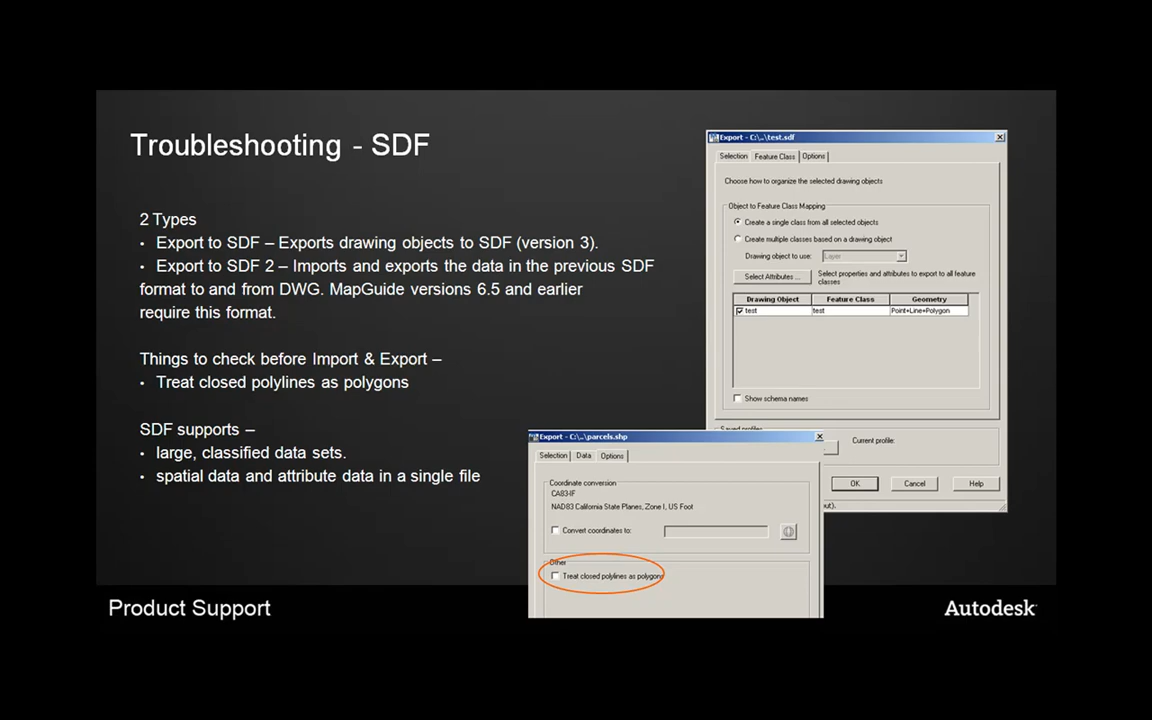 Troubleshooting - SDF
2 Types
• Export to SDF – Exports drawing objects to SDF (version 3).
• Export to SDF 2 – Imports and exports the data in the previous SDF
format to and from DWG. MapGuide versions 6.5 and earlier
require this format.
Things to check before Import & Export –
• Treat closed polylines as polygons
SDF supports –
• large, classified data sets.
• spatial data and attribute data in a single file
Export - C:\..\test.sdf
Selection Feature Class Options
Choose how to organize the selected drawing objects
Object to Feature Class Mapping
Create a single class from all selected objects
Create multiple classes based on a drawing object
Drawing object to use: Layer
Select Attributes ... Select properties and attributes to export to all feature
classes
Drawing Object Feature Class Geometry
test test Point+Line+Polygon
Show schema names
Saved profiles
Current profile:
OK Cancel Help
Export - C:\..\parcels.shp
Selection Data Options
Coordinate conversion
CA83-IF
NAD83 California State Planes, Zone I, US Foot
Convert coordinates to:
Other
Treat closed polylines as polygons
Product Support
Autodesk